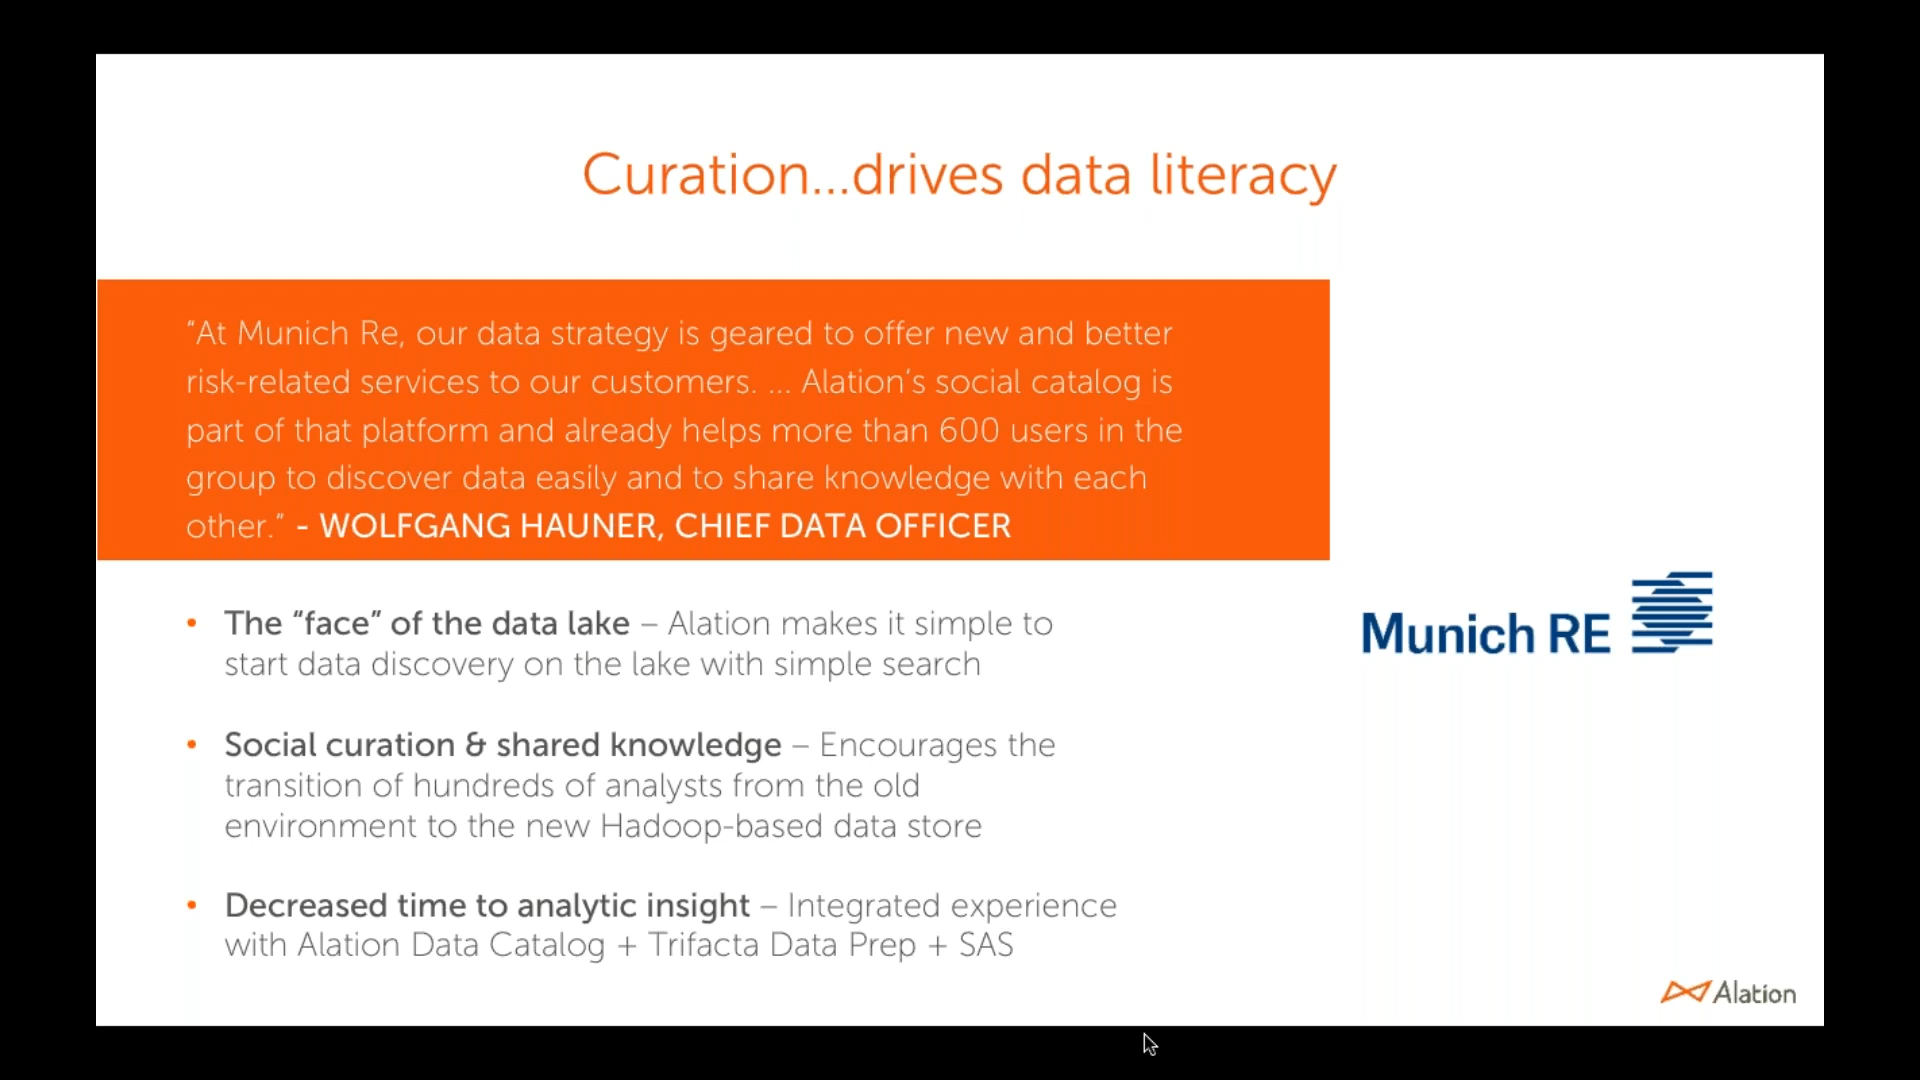 Curation...drives data literacy
“At Munich Re, our data strategy is geared to offer new and better
risk-related services to our customers. ... Alation’s social catalog is
part of that platform and already helps more than 600 users in the
group to discover data easily and to share knowledge with each
other.” - WOLFGANG HAUNER, CHIEF DATA OFFICER
• The “face” of the data lake – Alation makes it simple to
start data discovery on the lake with simple search
Munich RE
• Social curation & shared knowledge – Encourages the
transition of hundreds of analysts from the old
environment to the new Hadoop-based data store
• Decreased time to analytic insight – Integrated experience
with Alation Data Catalog + Trifacta Data Prep + SAS
Alation